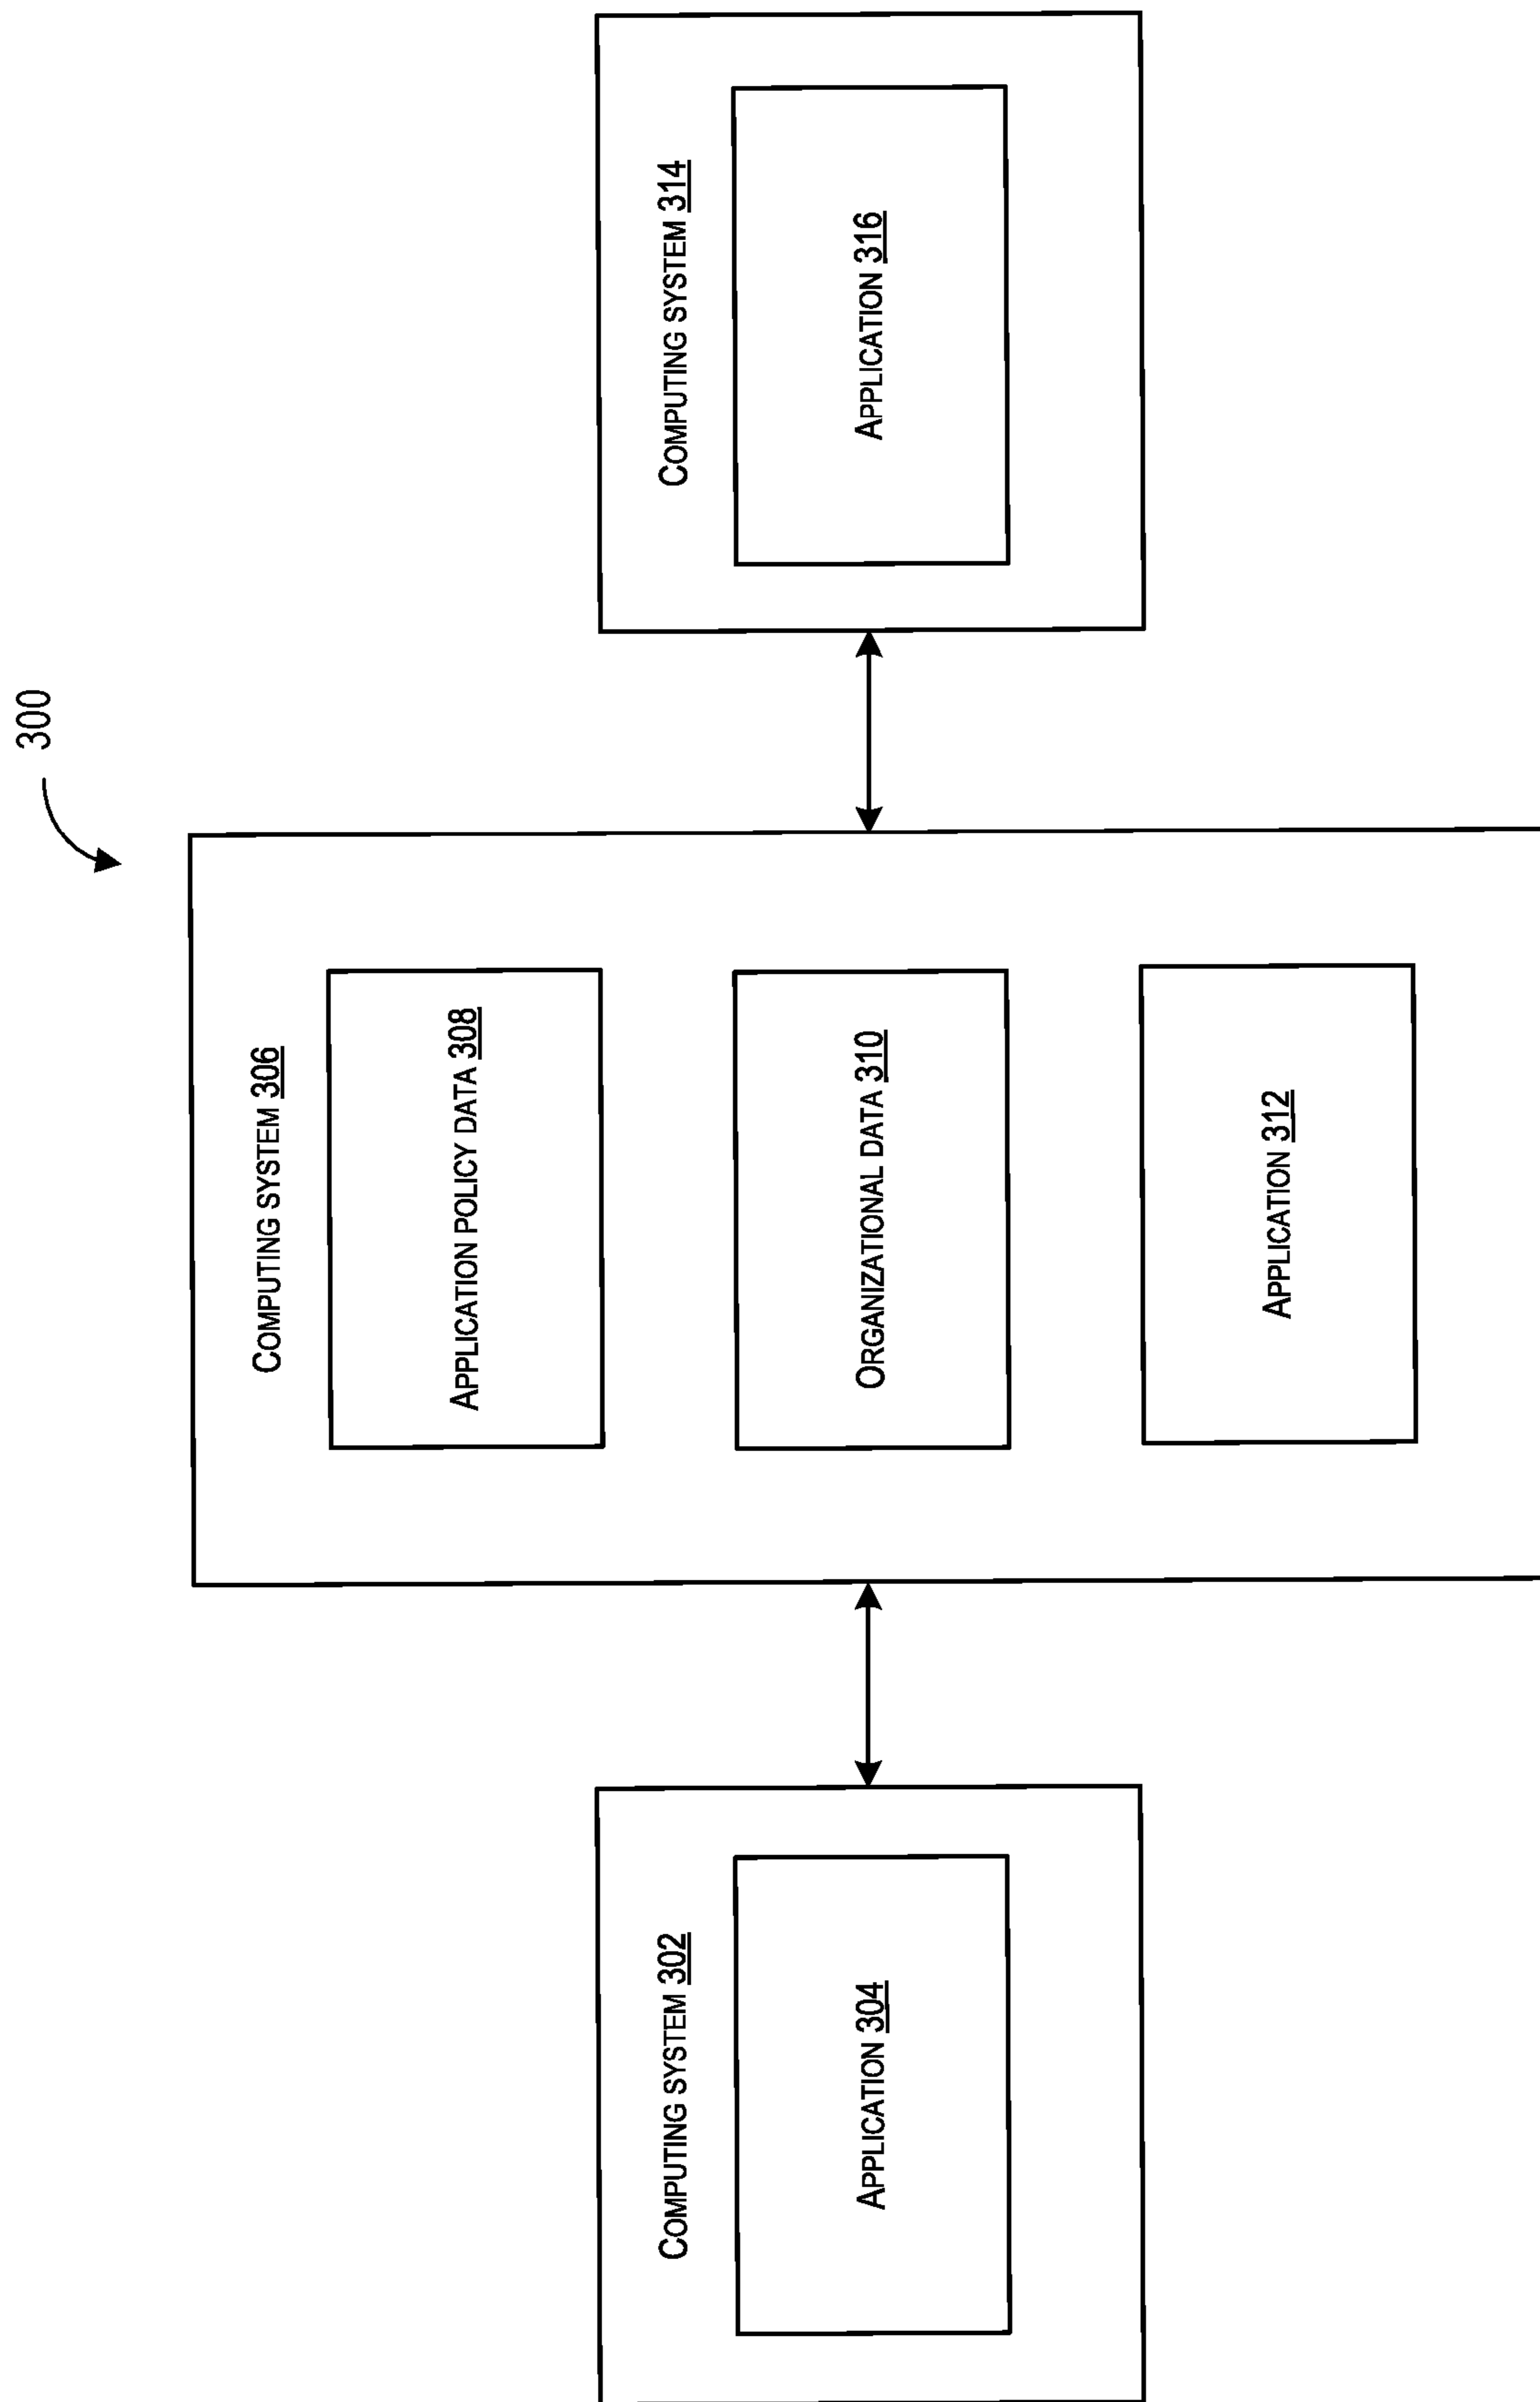 300
COMPUTING SYSTEM 302
APPLICATION 304
COMPUTING SYSTEM 306
APPLICATION POLICY DATA 308
ORGANIZATIONAL DATA 310
APPLICATION 312
COMPUTING SYSTEM 314
APPLICATION 316